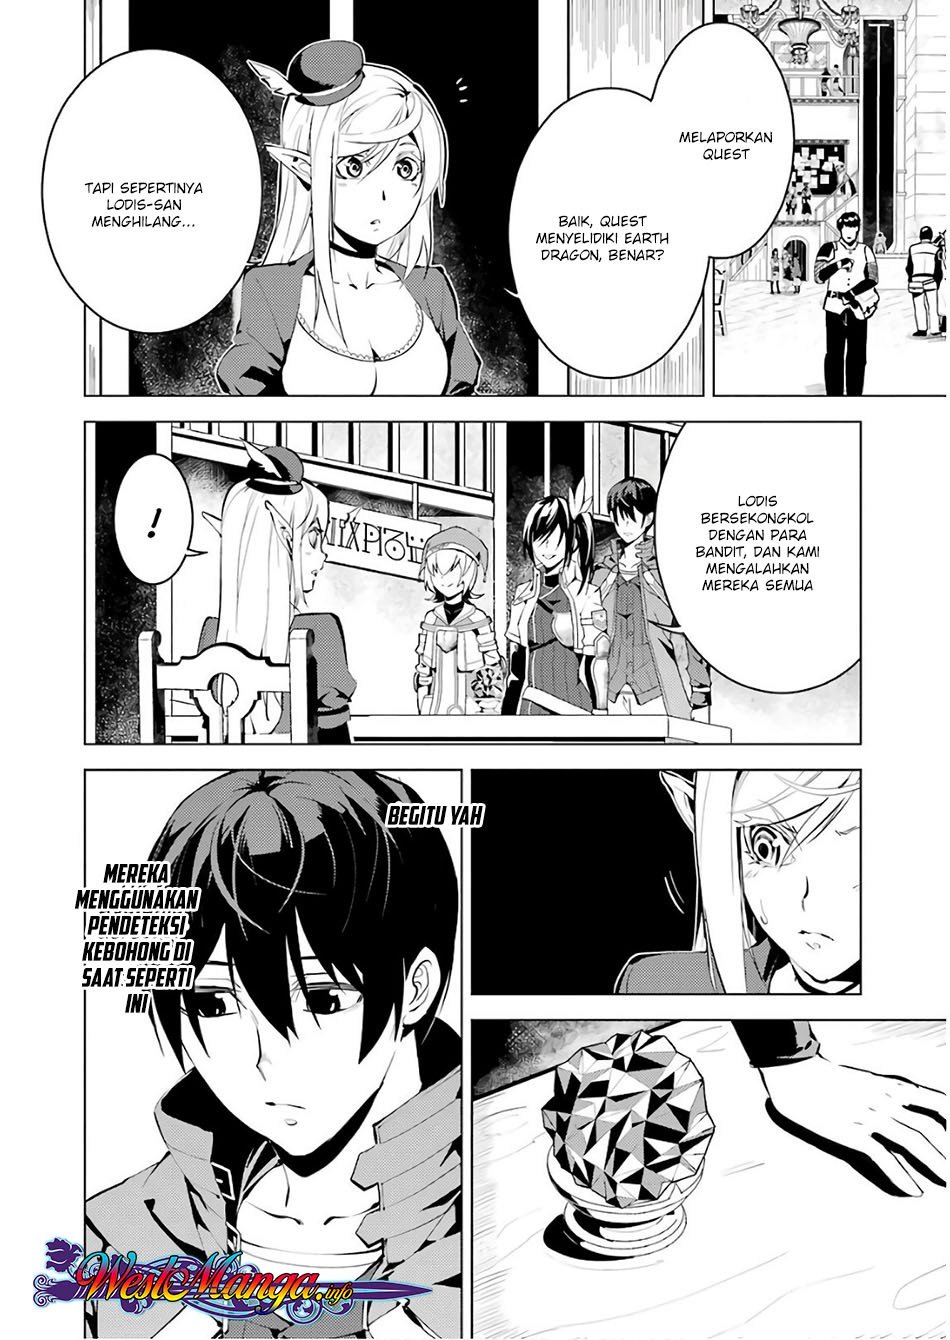 MELAPORKAN
QUEST
BAIK, QUEST
MENYELIDIKI EARTH
DRAGON, BENAR?
TAPI SEPERTINYA
LODIS-SAN
MENGHILANG...
LODIS
BERSEKONGKOL
DENGAN PARA
BANDIT, DAN KAMI
MENGALAHKAN
MEREKA SEMUA
!
BEGITU YAH
MEREKA
MENGGUNAKAN
PENDETEKSI
KEBOHONG DI
SAAT SEPERTI
INI
WESTMANGA.info